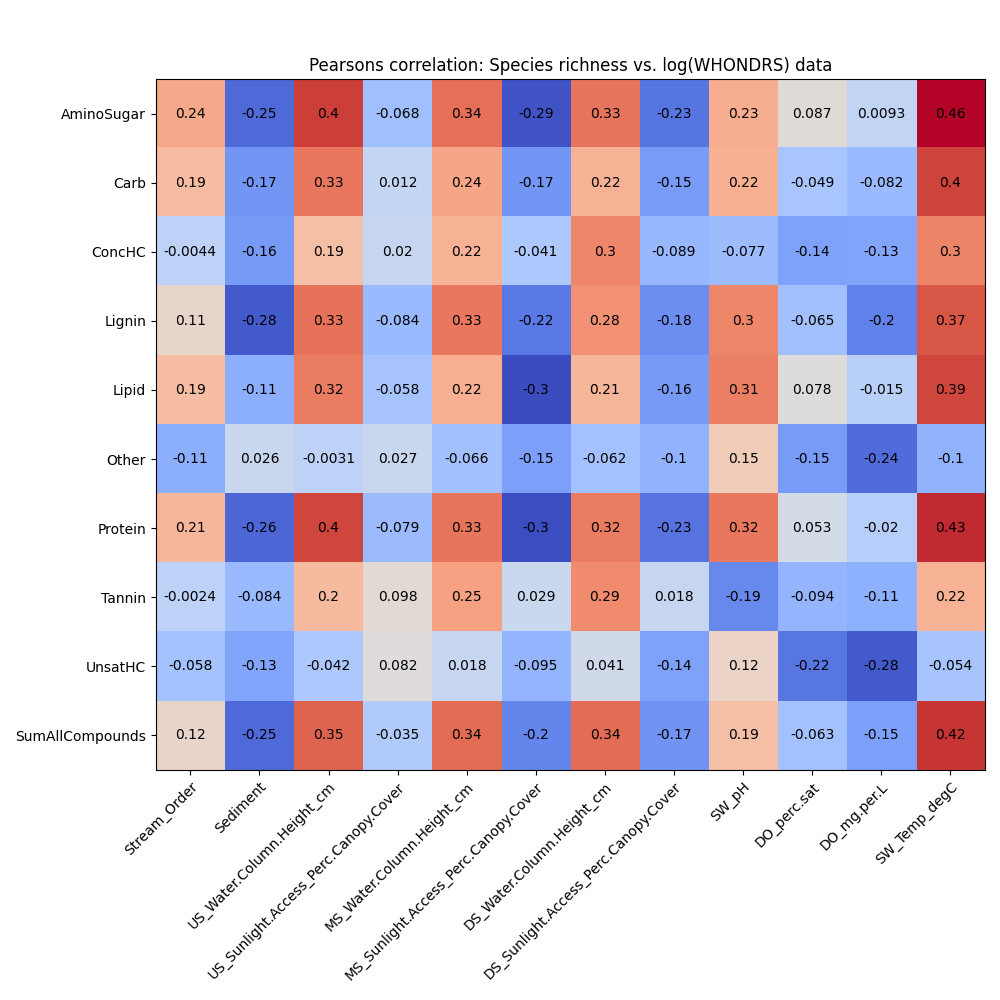 Pearsons correlation: Species richness vs. log(WHONDRS) data
AminoSugar 0.24 -0.25 0.4 -0.068 0.34 -0.29 0.33 -0.23 0.23 0.087 0.0093 0.46
Carb 0.19 -0.17 0.33 0.012 0.24 -0.17 0.22 -0.15 0.22 -0.049 -0.082 0.4
ConcHC -0.0044 -0.16 0.19 0.02 0.22 -0.041 0.3 -0.089 -0.077 -0.14 -0.13 0.3
Lignin 0.11 -0.28 0.33 -0.084 0.33 -0.22 0.28 -0.18 0.3 -0.065 -0.2 0.37
Lipid 0.19 -0.11 0.32 -0.058 0.22 -0.3 0.21 -0.16 0.31 0.078 -0.015 0.39
Other -0.11 0.026 -0.0031 0.027 -0.066 -0.15 -0.062 -0.1 0.15 -0.15 -0.24 -0.1
Protein 0.21 -0.26 0.4 -0.079 0.33 -0.3 0.32 -0.23 0.32 0.053 -0.02 0.43
Tannin -0.0024 -0.084 0.2 0.098 0.25 0.029 0.29 0.018 -0.19 -0.094 -0.11 0.22
UnsatHC -0.058 -0.13 -0.042 0.082 0.018 -0.095 0.041 -0.14 0.12 -0.22 -0.28 -0.054
SumAllCompounds 0.12 -0.25 0.35 -0.035 0.34 -0.2 0.34 -0.17 0.19 -0.063 -0.15 0.42
Stream_Order
Sediment
US_Water.Column.Height_cm
US_Sunlight.Access_Perc.Canopy.Cover
MS_Water.Column.Height_cm
MS_Sunlight.Access_Perc.Canopy.Cover
DS_Water.Column.Height_cm
DS_Sunlight.Access_Perc.Canopy.Cover
SW_pH
DO_perc.sat
DO_mg.per.L
SW_Temp_degC